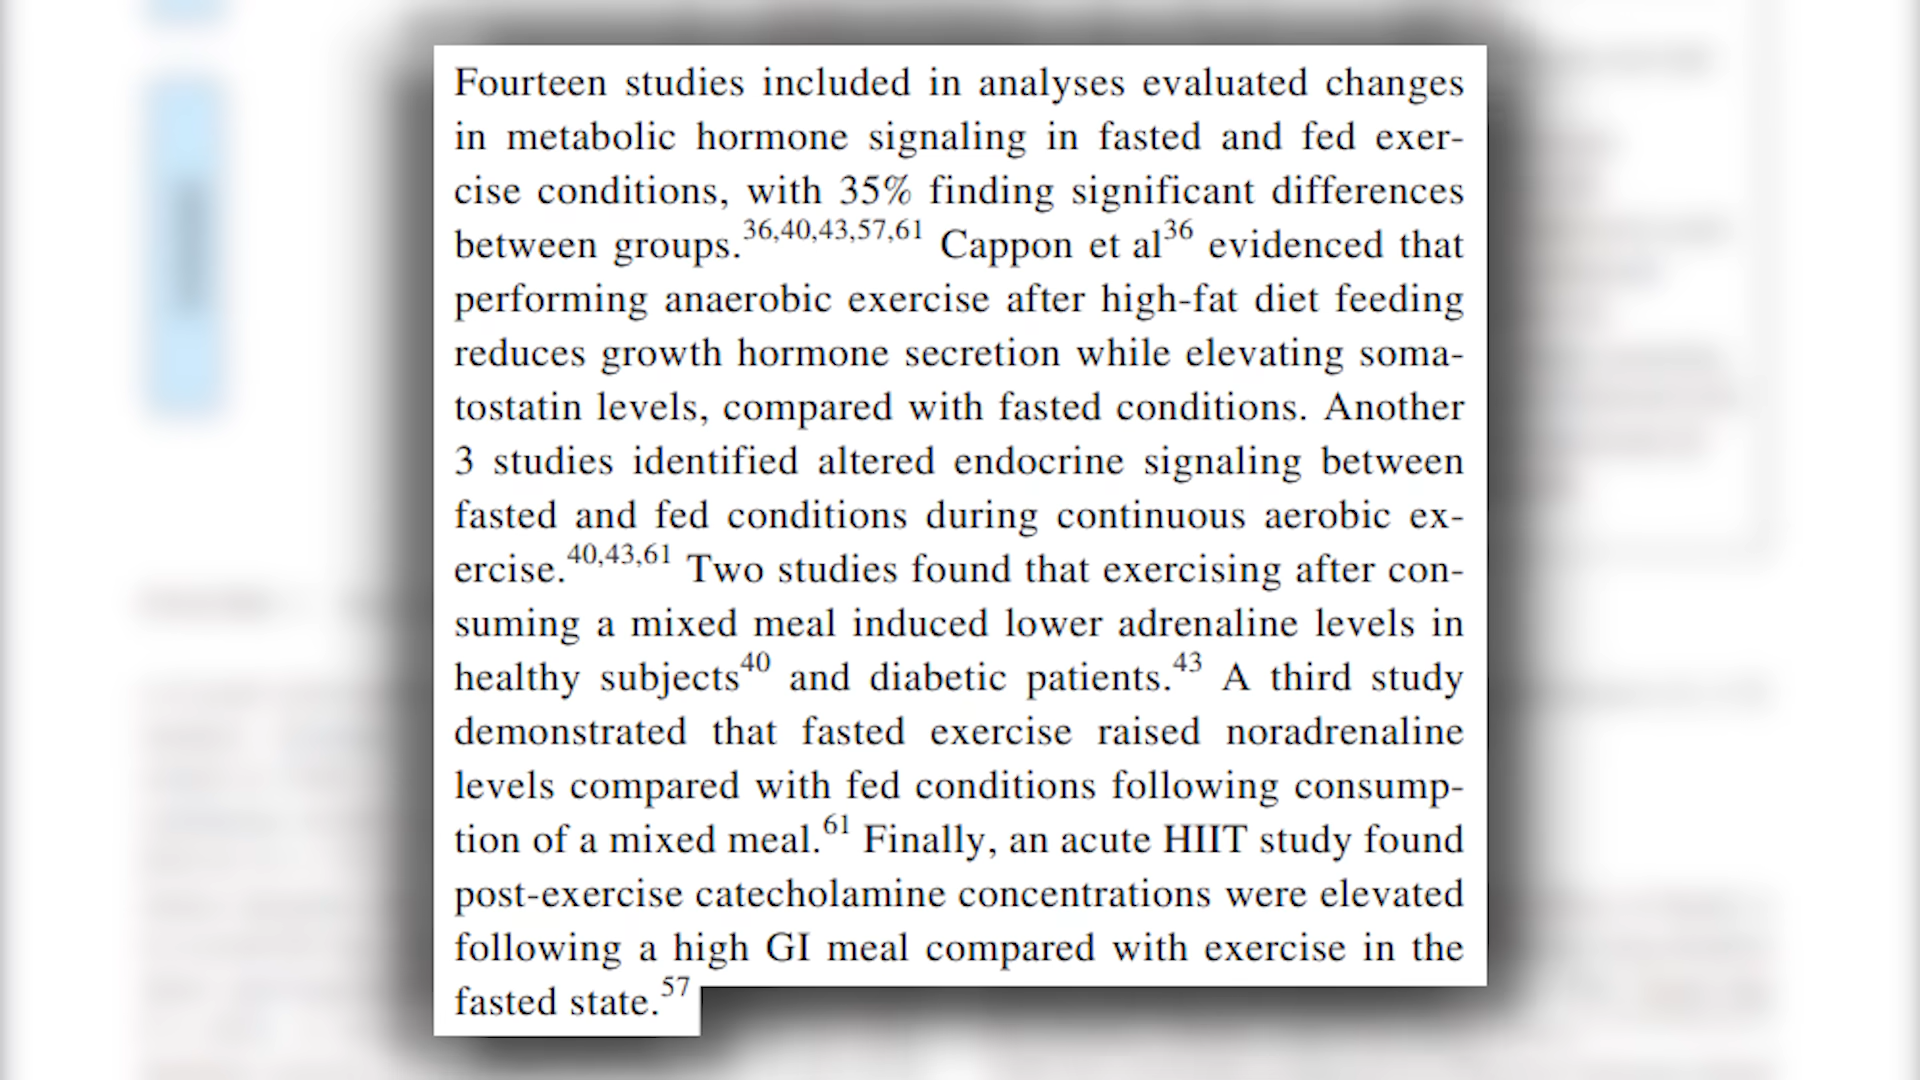 Fourteen studies included in analyses evaluated changes
in metabolic hormone signaling in fasted and fed exer-
cise conditions, with 35% finding significant differences
between groups.36,40,43,57,61 Cappon et al36 evidenced that
performing anaerobic exercise after high-fat diet feeding
reduces growth hormone secretion while elevating soma-
tostatin levels, compared with fasted conditions. Another
3 studies identified altered endocrine signaling between
fasted and fed conditions during continuous aerobic ex-
ercise.40,43,61 Two studies found that exercising after con-
suming a mixed meal induced lower adrenaline levels in
healthy subjects40 and diabetic patients.43 A third study
demonstrated that fasted exercise raised noradrenaline
levels compared with fed conditions following consump-
tion of a mixed meal.61 Finally, an acute HIIT study found
post-exercise catecholamine concentrations were elevated
following a high GI meal compared with exercise in the
fasted state.57